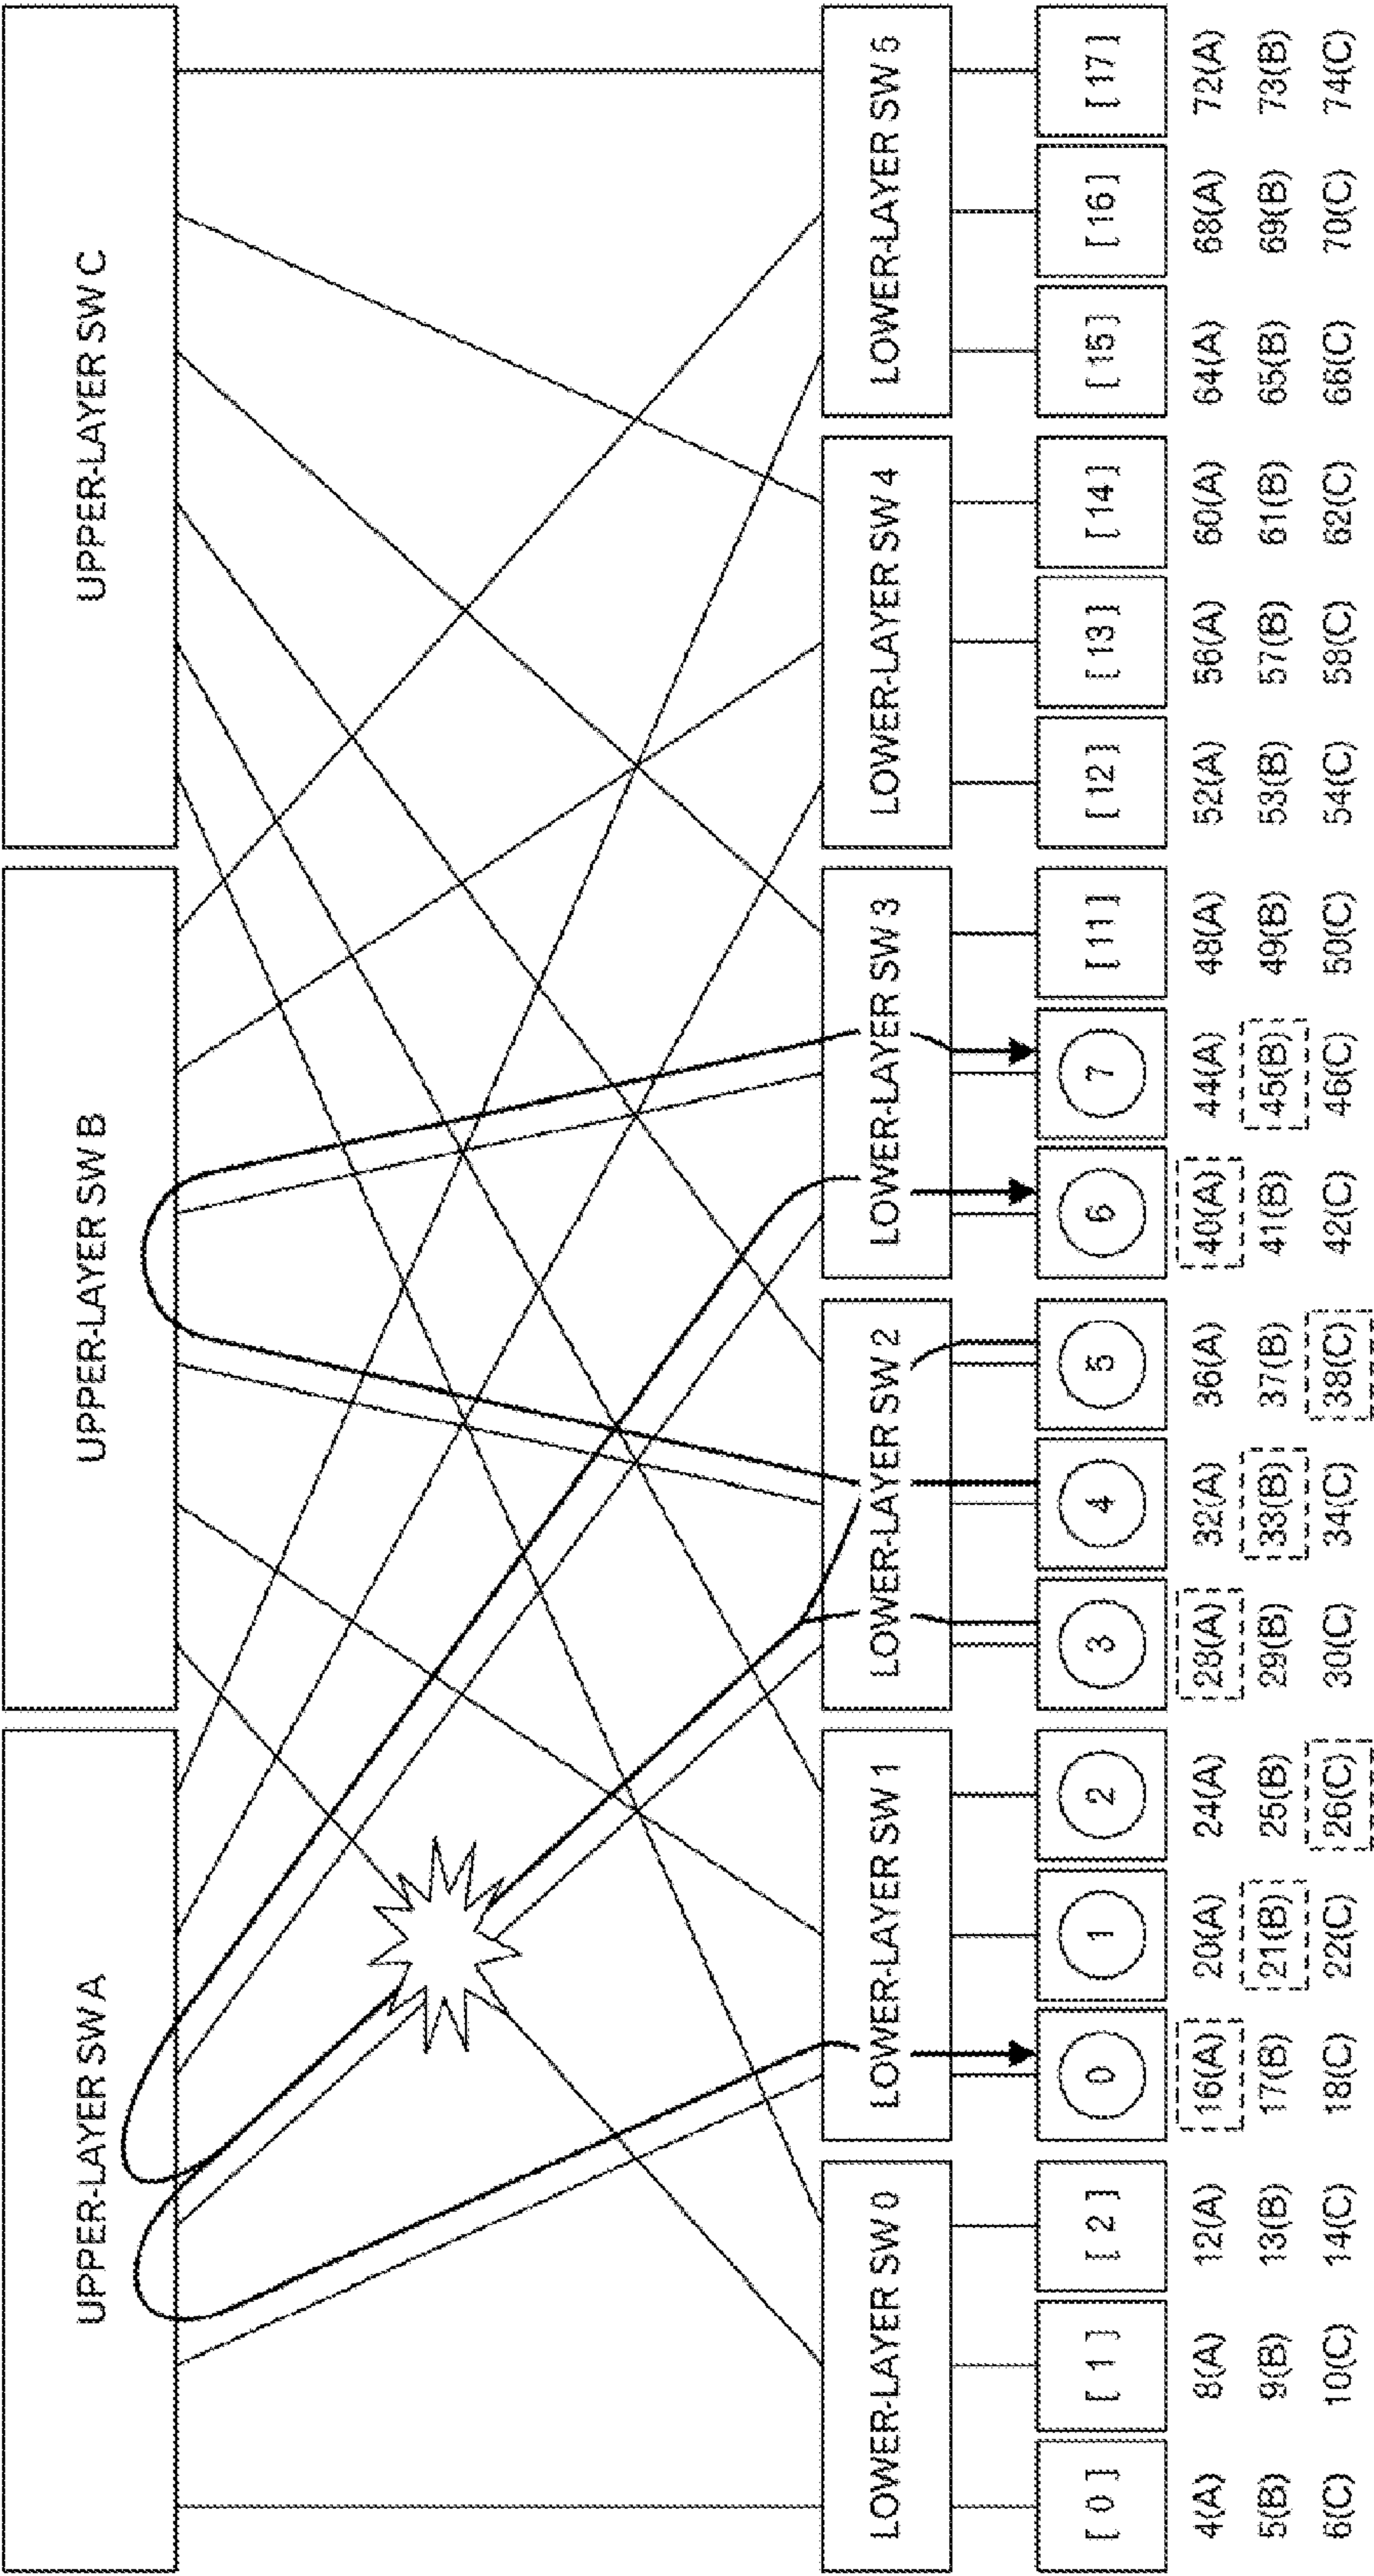 UPPER-LAYER SW A
UPPER-LAYER SW B
UPPER-LAYER SW C
LOWER-LAYER SW 0
LOWER-LAYER SW 1
LOWER-LAYER SW 2
LOWER-LAYER SW 3
LOWER-LAYER SW 4
LOWER-LAYER SW 5
[ 0 ] [ 1 ] [ 2 ] 0 1 2 3 4 5 6 7 [ 11 ] [ 12 ] [ 13 ] [ 14 ] [ 15 ] [ 16 ] [ 17 ]
4(A) 8(A) 12(A) 16(A) 20(A) 24(A) 28(A) 32(A) 36(A) 40(A) 44(A) 48(A) 52(A) 56(A) 60(A) 64(A) 68(A) 72(A)
5(B) 9(B) 13(B) 17(B) 21(B) 25(B) 29(B) 33(B) 37(B) 41(B) 45(B) 49(B) 53(B) 57(B) 61(B) 65(B) 69(B) 73(B)
6(C) 10(C) 14(C) 18(C) 22(C) 26(C) 30(C) 34(C) 38(C) 42(C) 46(C) 50(C) 54(C) 58(C) 62(C) 66(C) 70(C) 74(C)